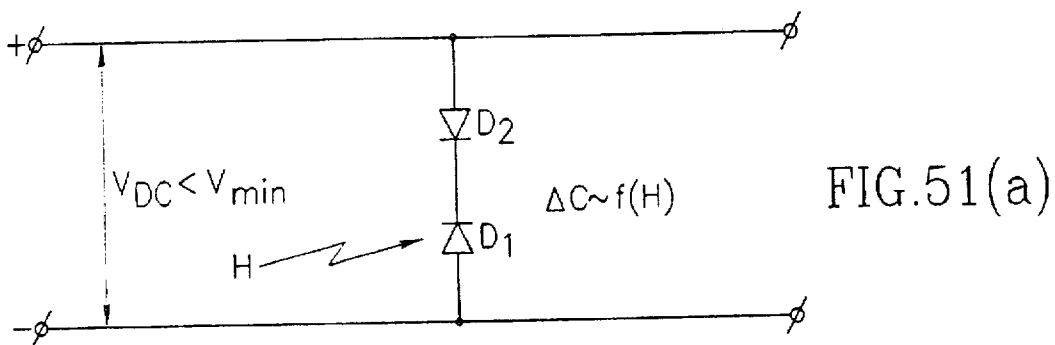 +
D2
VDC < Vmin
ΔC~f(H)
FIG.51(a)
D1
H
−